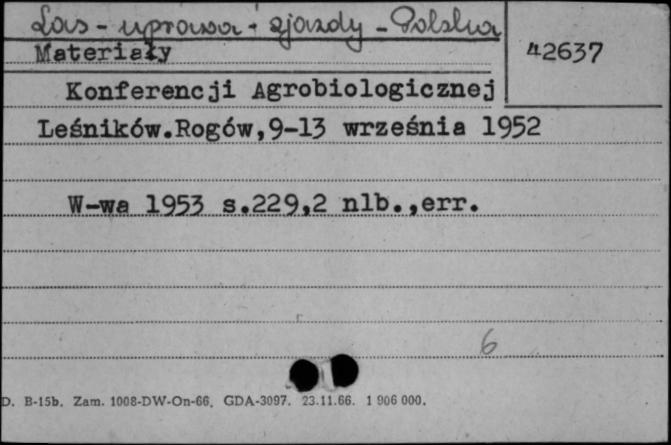 Las - uprawa - zjazdy - Polska
Materiały
42637
Konferencji Agrobiologicznej
Leśników.Rogów,9-13 września 1952
W-wa 1953 s.229,2 nlb.,err.
6
D. B-15b. Zam. 1008-DW-On-66. GDA-3097. 23.11.66. 1 906 000.